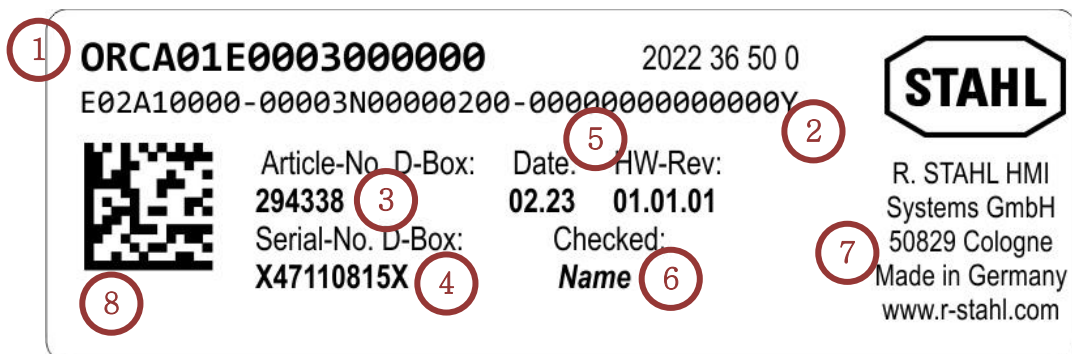 1
ORCA01E0003000000
2022 36 50 0
STAHL
E02A10000-00003N00000200-00000000000000Y
2
5
Article-No. D-Box:
Date:
HW-Rev:
294338
3
02.23
01.01.01
Serial-No. D-Box:
Checked:
X47110815X
4
Name
6
8
R. STAHL HMI
Systems GmbH
50829 Cologne
7
Made in Germany
www.r-stahl.com